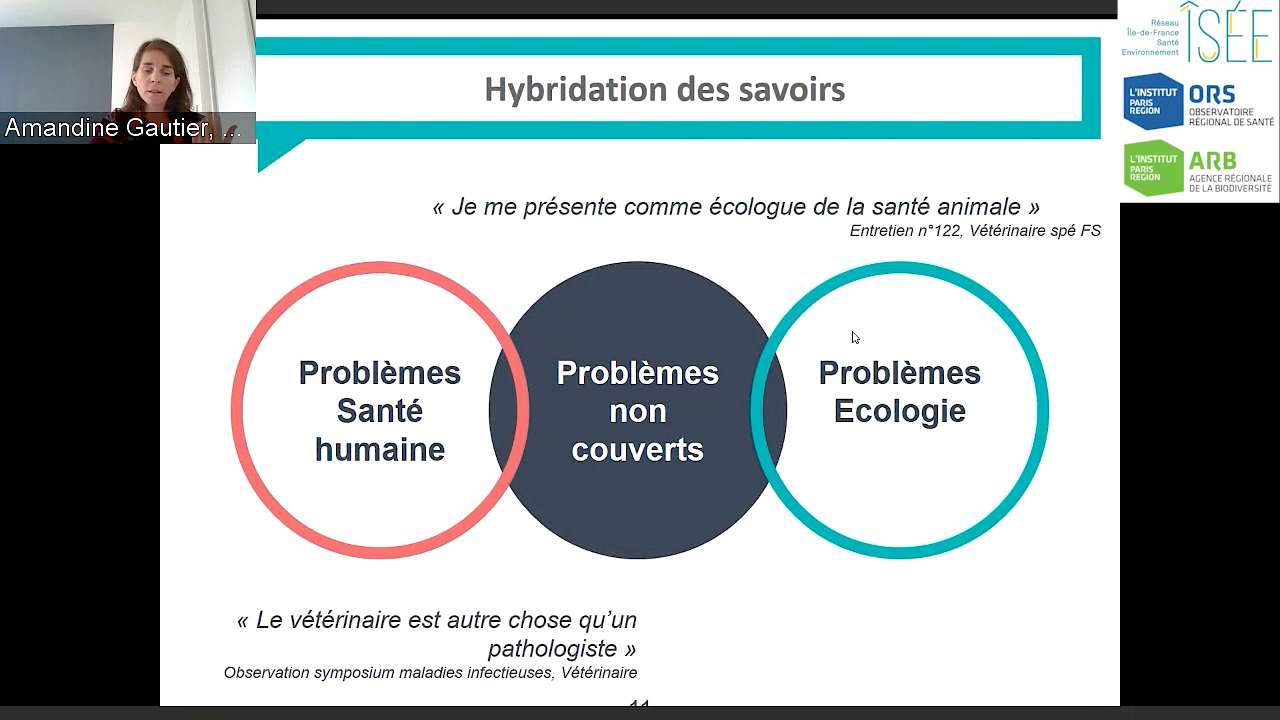 Amandine Gautier, ...
Hybridation des savoirs
Réseau
Île-de-France
Santé
Environnement
ÎSÉE
L'INSTITUT
PARIS
REGION
ORS
OBSERVATOIRE
RÉGIONAL DE SANTÉ
L'INSTITUT
PARIS
REGION
ARB
AGENCE RÉGIONALE
DE LA BIODIVERSITÉ
« Je me présente comme écologue de la santé animale »
Entretien n°122, Vétérinaire spé FS
Problèmes
Santé
humaine
Problèmes
non
couverts
Problèmes
Ecologie
« Le vétérinaire est autre chose qu’un
pathologiste »
Observation symposium maladies infectieuses, Vétérinaire
11